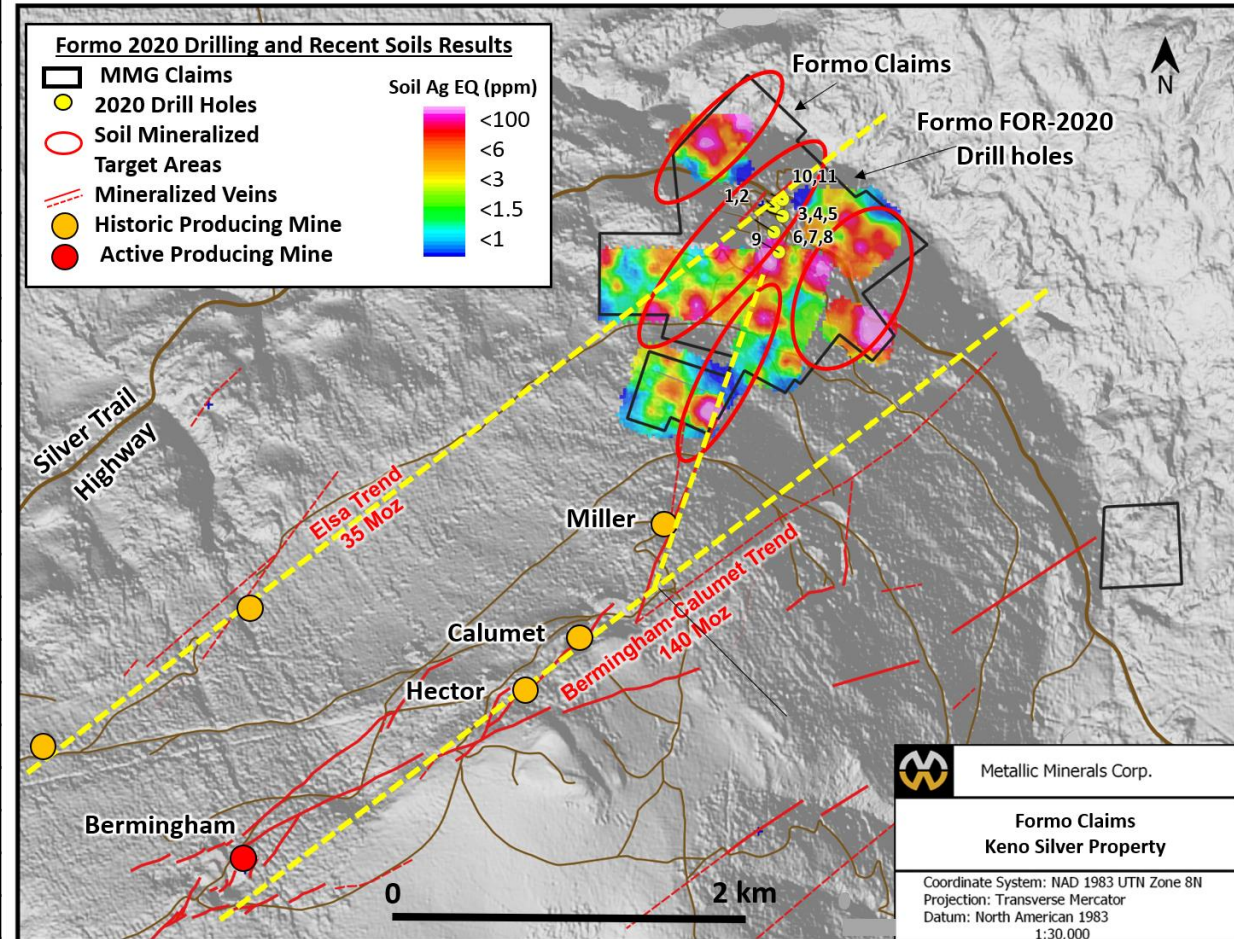 Formo 2020 Drilling and Recent Soils Results
MMG Claims
2020 Drill Holes
Soil Mineralized
Target Areas
Mineralized Veins
Historic Producing Mine
Active Producing Mine
Soil Ag EQ (ppm)
<100
<6
<3
<1.5
<1
Formo Claims
N
Formo FOR-2020
Drill holes
10,11
1,2
3,4,5
9
6,7,8
Silver Trail
Highway
Elsa Trend
35 Moz
Miller
Bermingham-Calumet Trend
140 Moz
Calumet
Hector
Bermingham
0
2 km
Metallic Minerals Corp.
Formo Claims
Keno Silver Property
Coordinate System: NAD 1983 UTN Zone 8N
Projection: Transverse Mercator
Datum: North American 1983
1:30,000